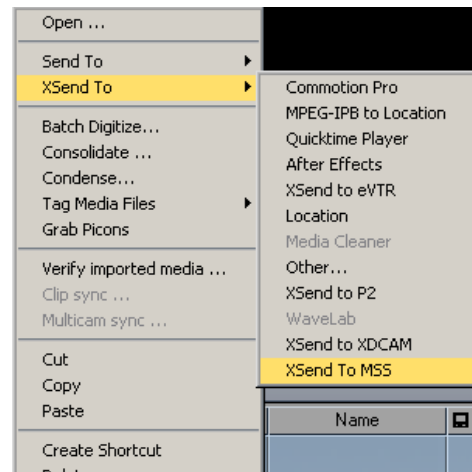 Open ...
Send To
XSend To
Batch Digitize...
Consolidate ...
Condense...
Tag Media Files
Grab Picons
Verify imported media ...
Clip sync ...
Multicam sync ...
Cut
Copy
Paste
Create Shortcut
Commotion Pro
MPEG-IPB to Location
Quicktime Player
After Effects
XSend to eVTR
Location
Media Cleaner
Other...
XSend to P2
WaveLab
XSend to XDCAM
XSend To MSS
Name